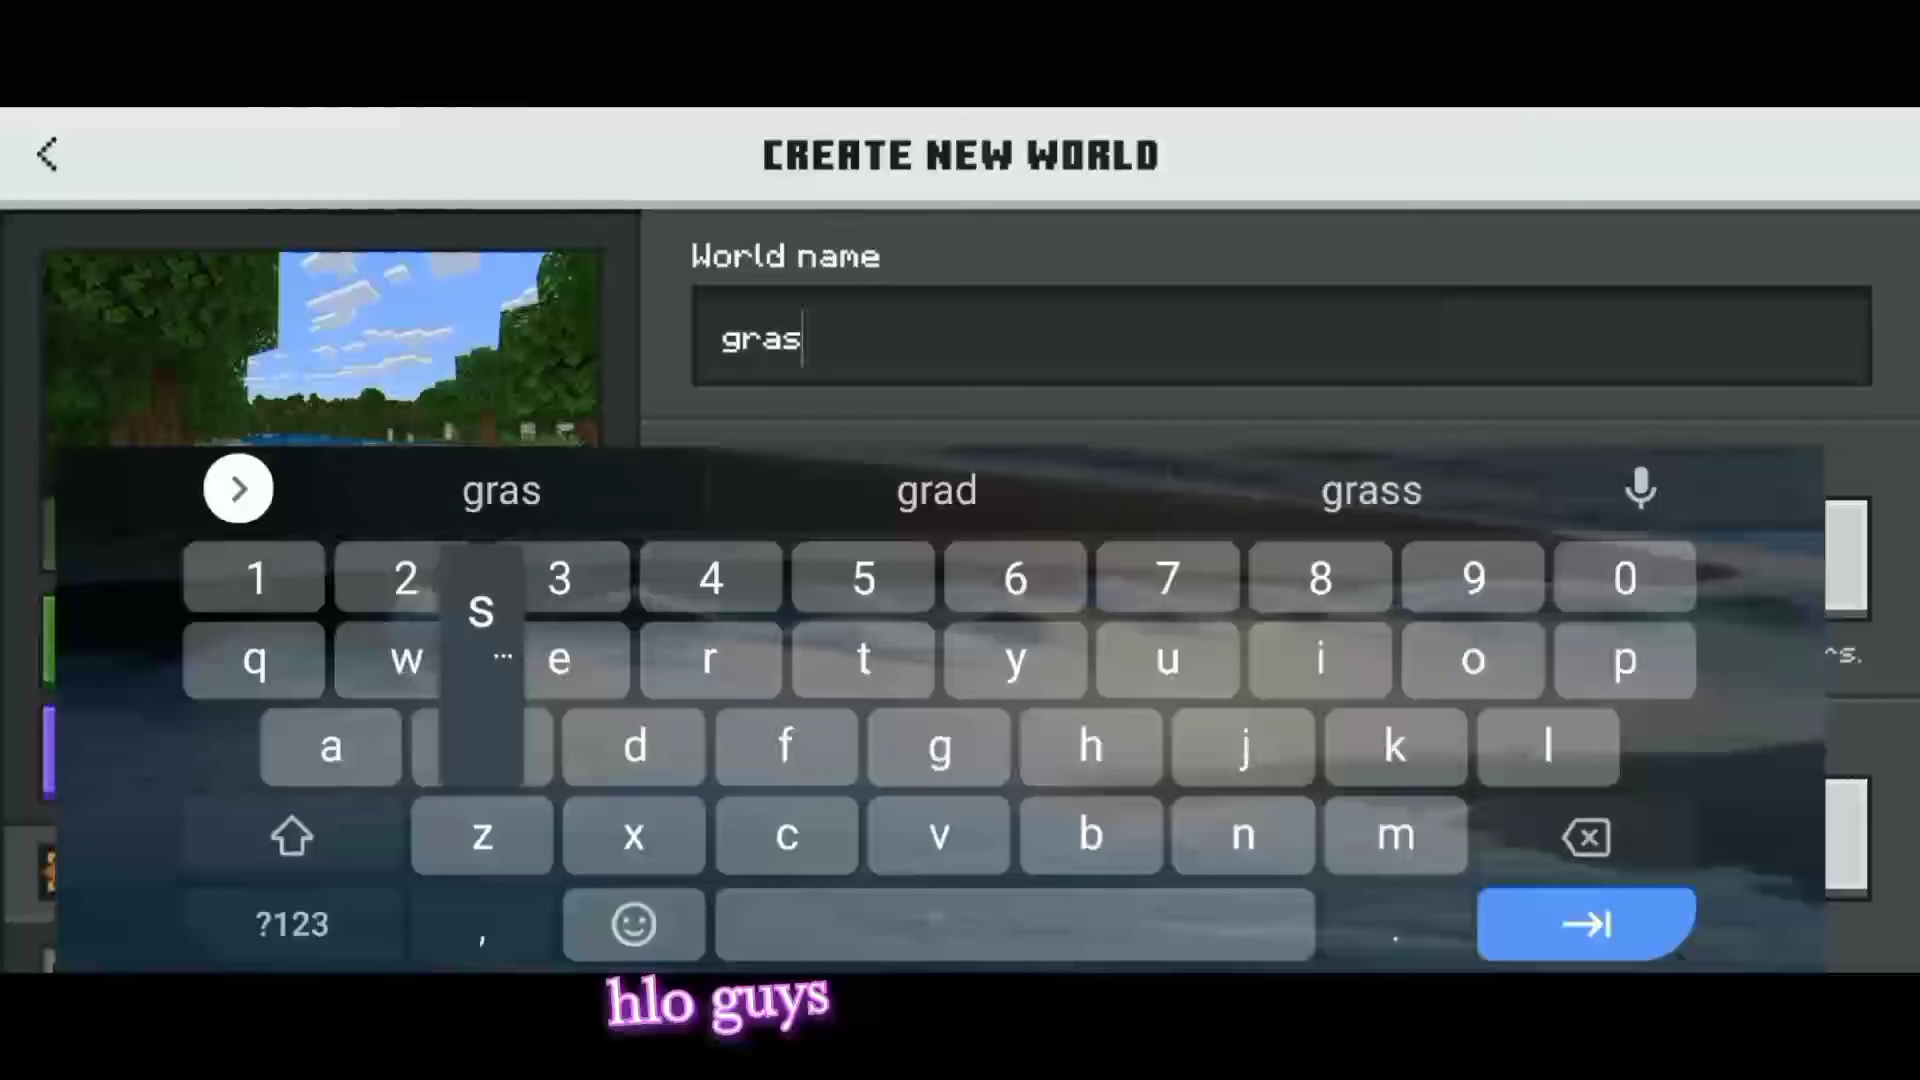 CREATE NEW WORLD
World name
gras
gras grad grass
1 2 3 4 5 6 7 8 9 0
s
q w e r t y u i o p
a d f g h j k l
z x c v b n m
?123 , .
hlo guys